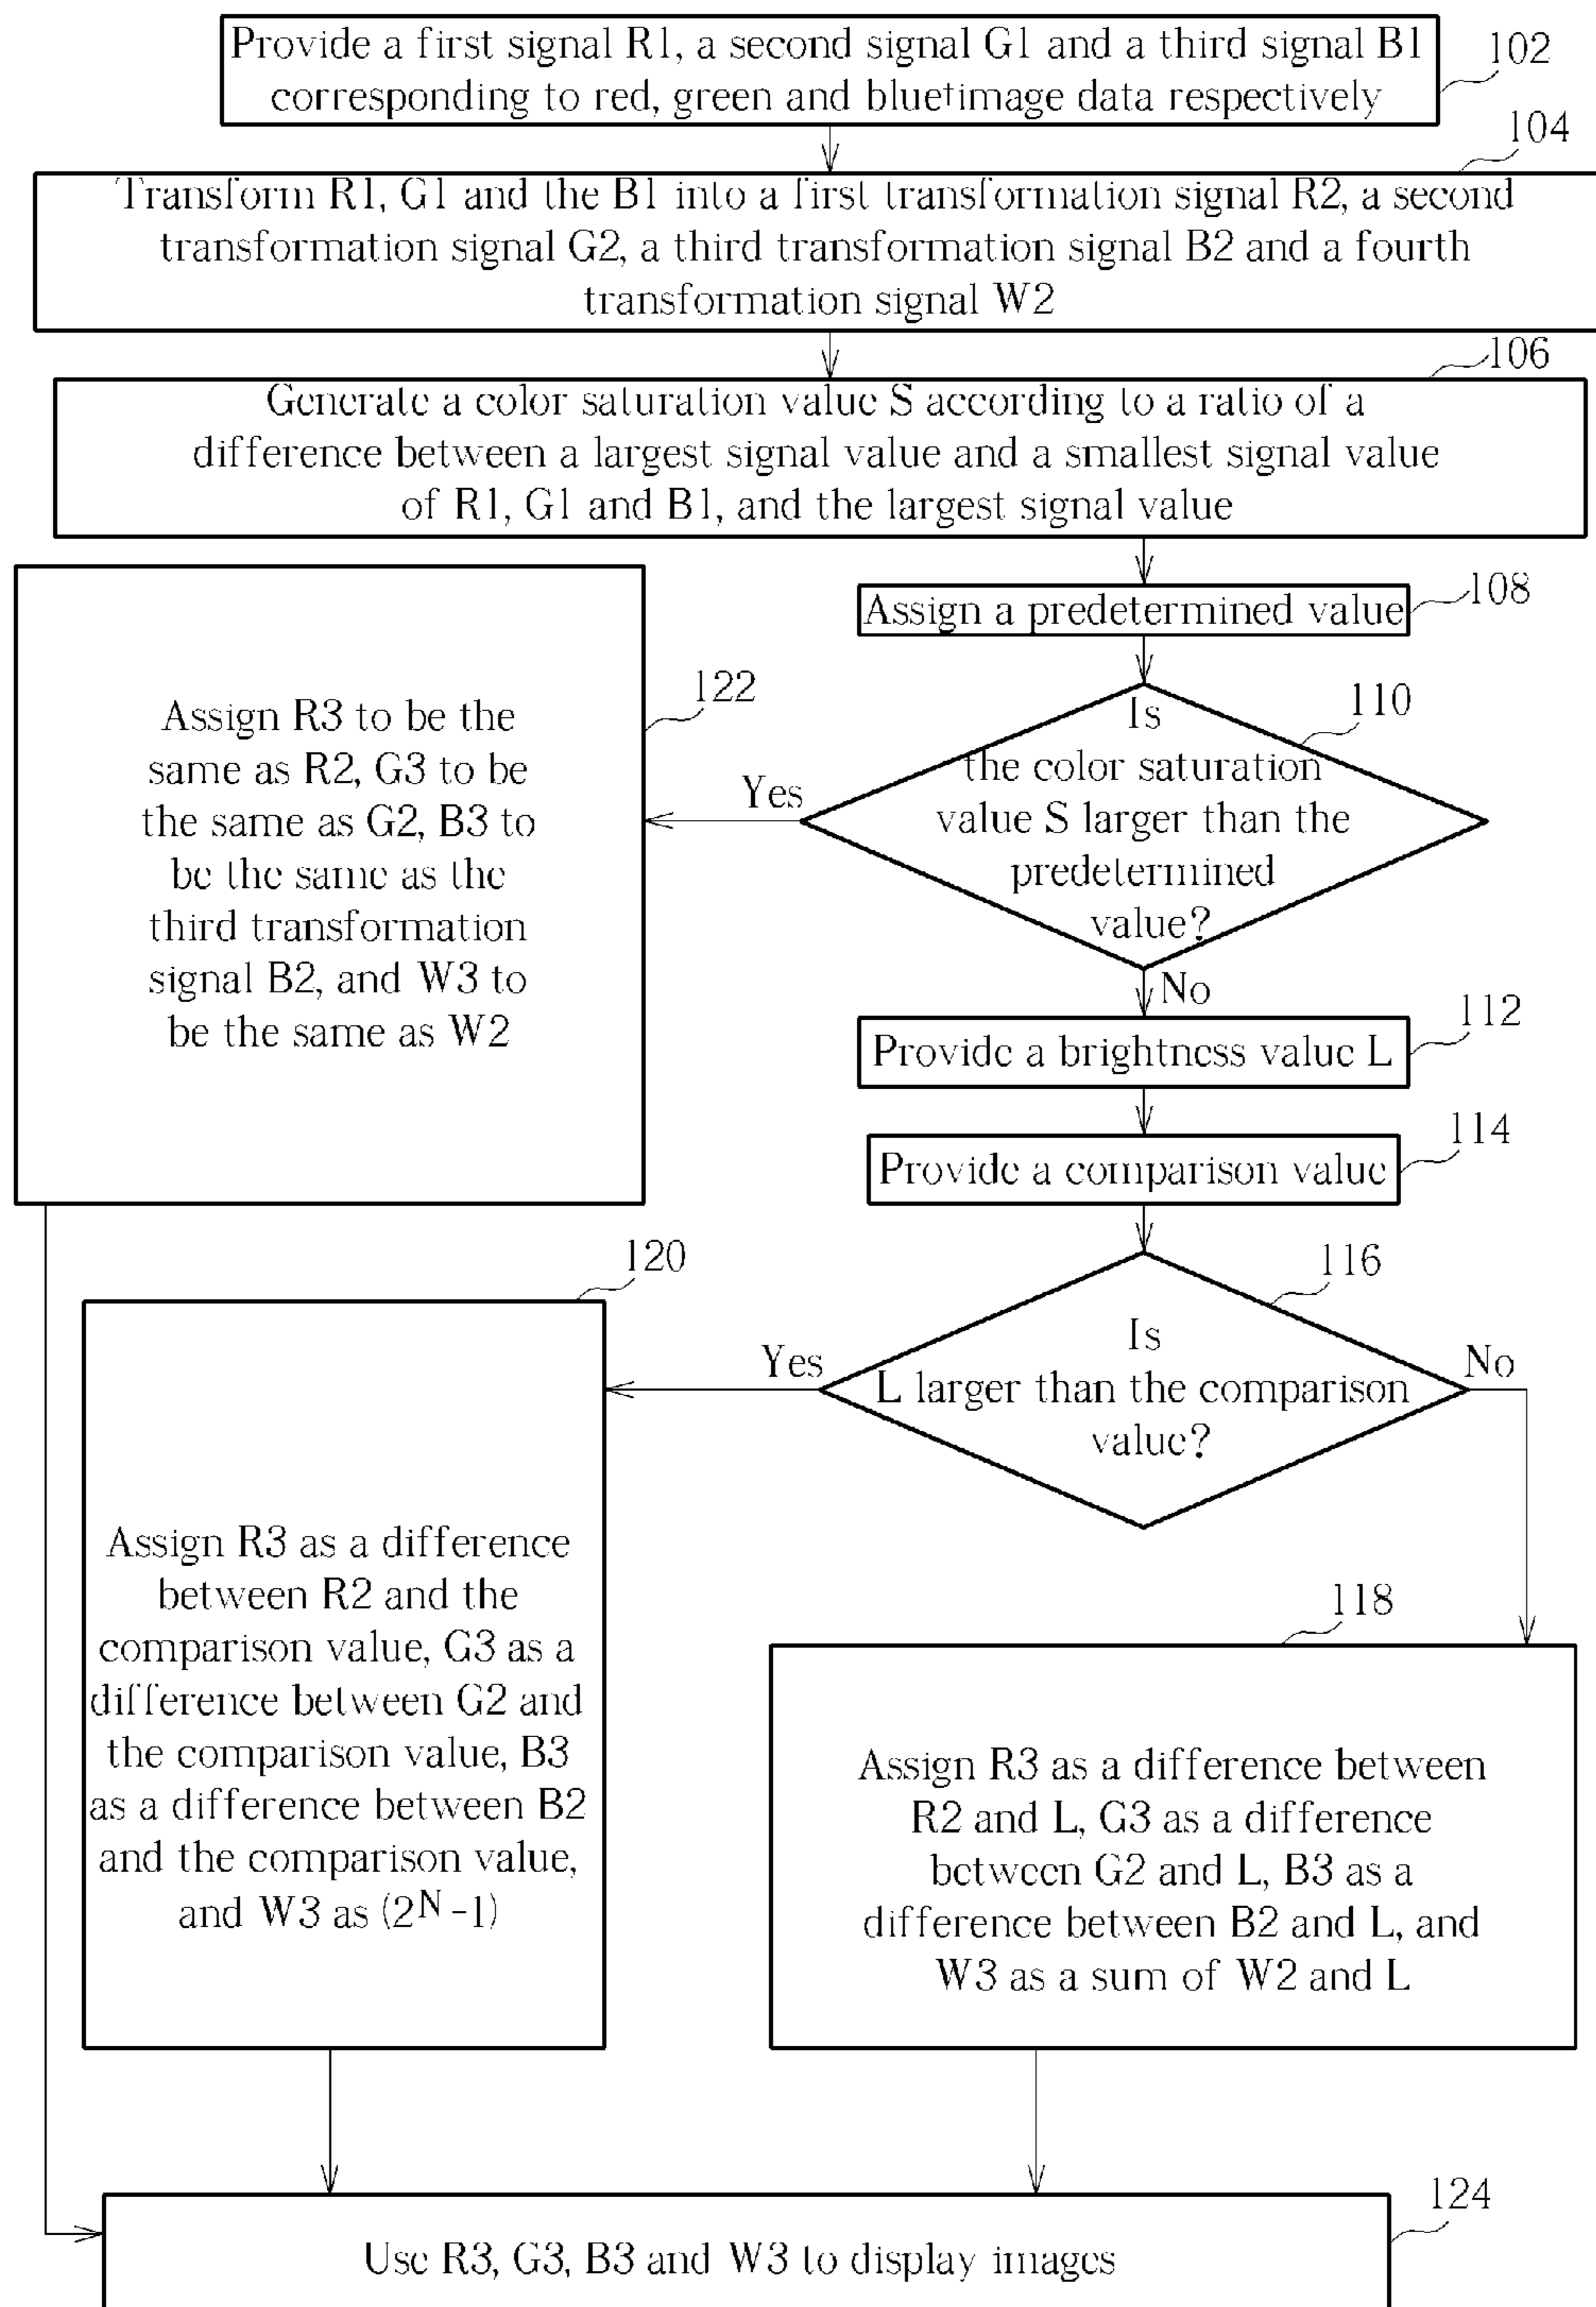 Provide a first signal R1, a second signal G1 and a third signal B1
corresponding to red, green and blue†image data respectively
102
104
Transform R1, G1 and the B1 into a first transformation signal R2, a second
transformation signal G2, a third transformation signal B2 and a fourth
transformation signal W2
106
Generate a color saturation value S according to a ratio of a
difference between a largest signal value and a smallest signal value
of R1, G1 and B1, and the largest signal value
Assign a predetermined value
108
Is
the color saturation
value S larger than the
predetermined
value?
110
Yes
No
122
Assign R3 to be the
same as R2, G3 to be
the same as G2, B3 to
be the same as the
third transformation
signal B2, and W3 to
be the same as W2
Provide a brightness value L
112
Provide a comparison value
114
116
Is
L larger than the comparison
value?
Yes
No
120
Assign R3 as a difference
between R2 and the
comparison value, G3 as a
difference between G2 and
the comparison value, B3
as a difference between B2
and the comparison value,
and W3 as (2^N -1)
118
Assign R3 as a difference between
R2 and L, G3 as a difference
between G2 and L, B3 as a
difference between B2 and L, and
W3 as a sum of W2 and L
124
Use R3, G3, B3 and W3 to display images